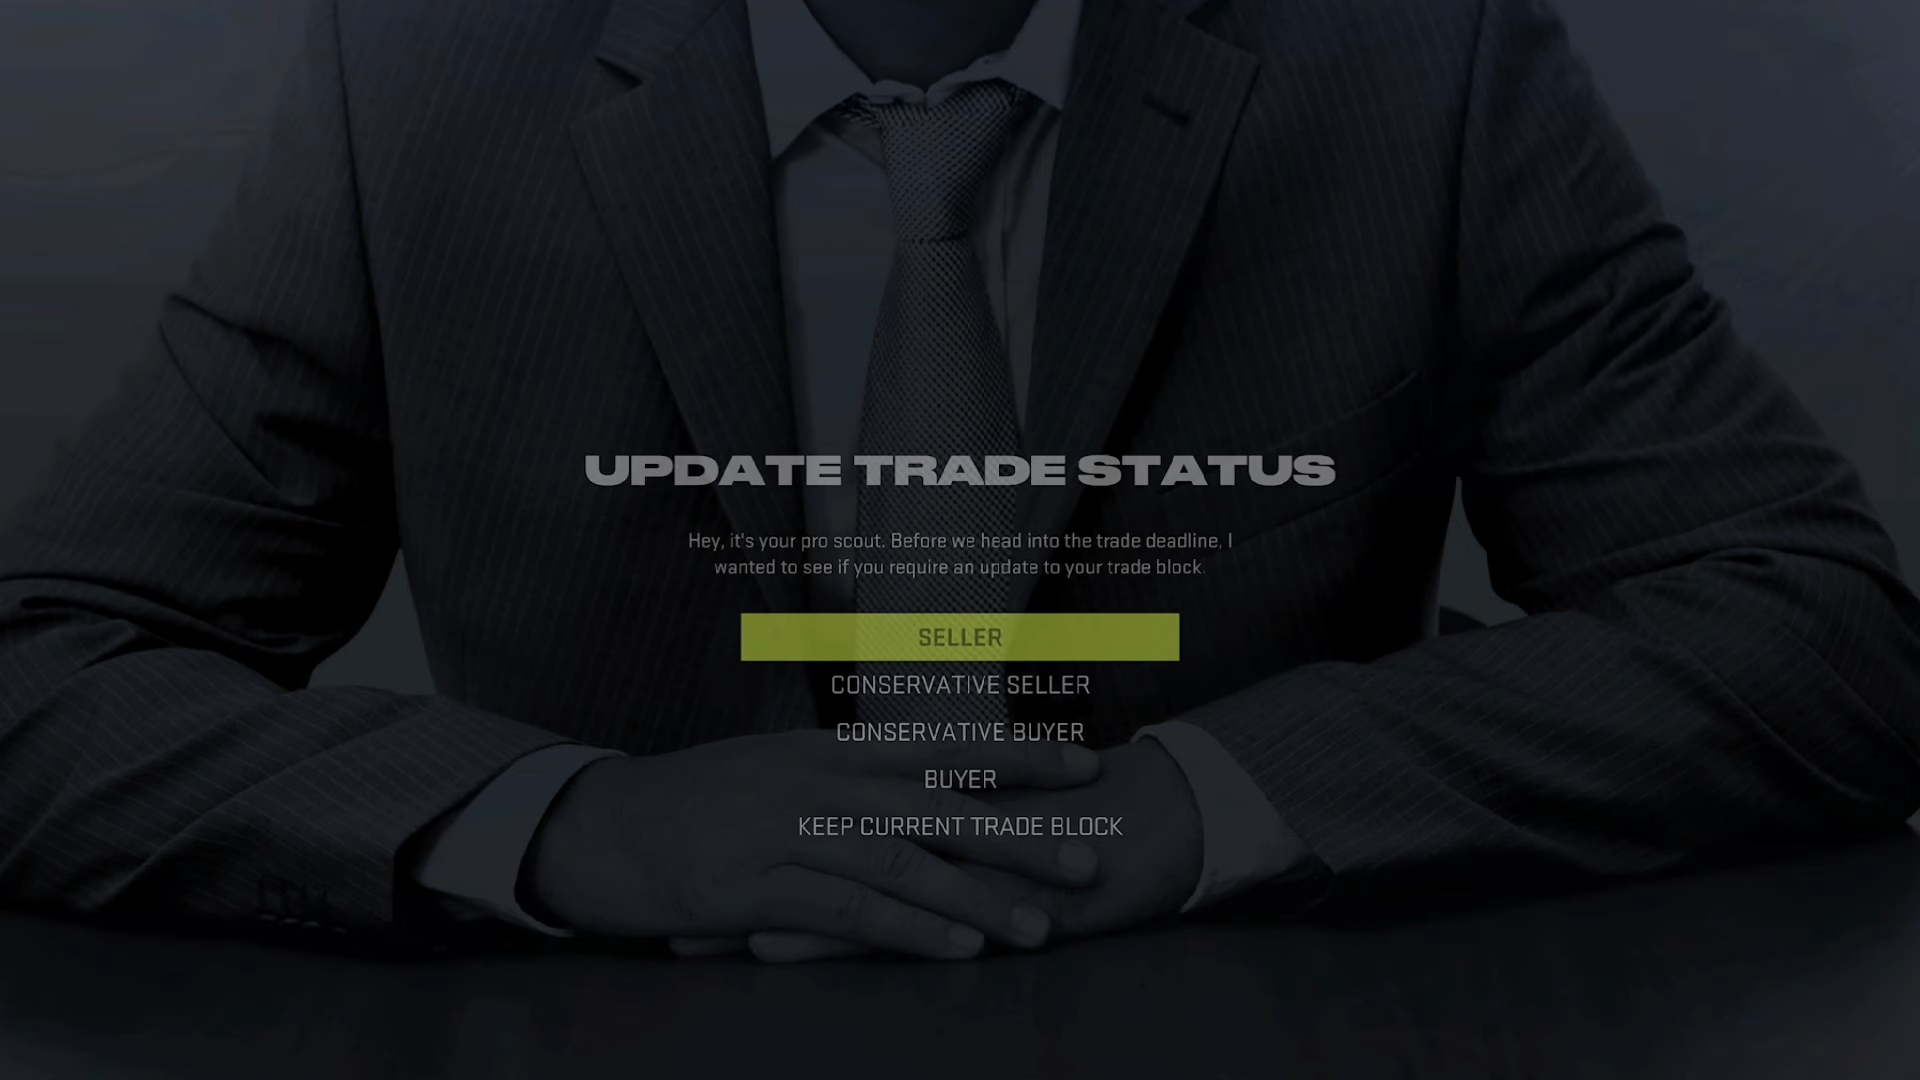 UPDATE TRADE STATUS
Hey, it's your pro scout. Before we head into the trade deadline, I
wanted to see if you require an update to your trade block.
SELLER
CONSERVATIVE SELLER
CONSERVATIVE BUYER
BUYER
KEEP CURRENT TRADE BLOCK